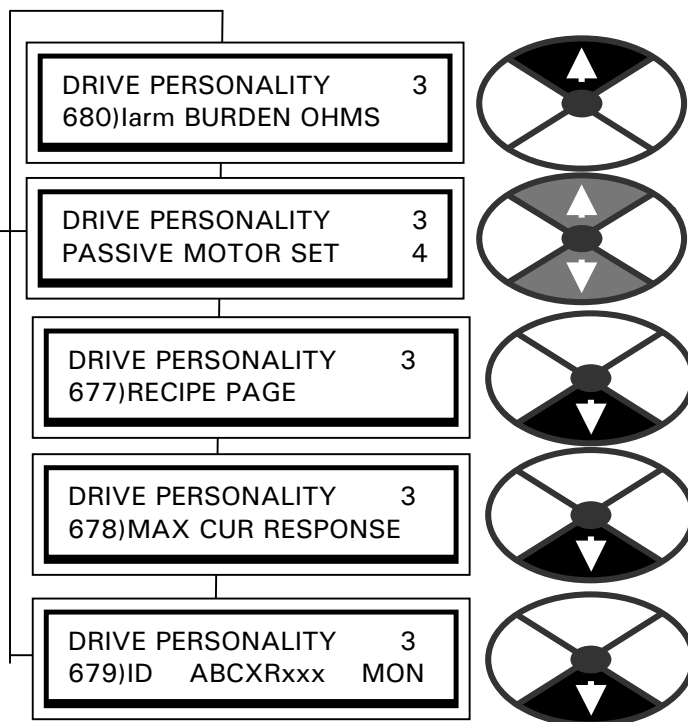 DRIVE PERSONALITY 3
680)Iarm BURDEN OHMS
DRIVE PERSONALITY 3
PASSIVE MOTOR SET 4
DRIVE PERSONALITY 3
677)RECIPE PAGE
DRIVE PERSONALITY 3
678)MAX CUR RESPONSE
DRIVE PERSONALITY 3
679)ID ABCXRxxx MON